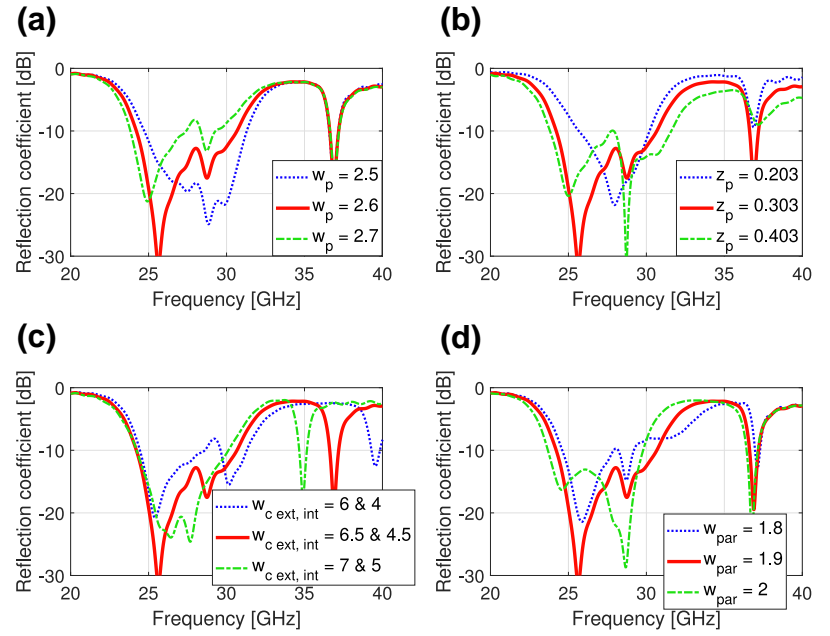 (a)
Reflection coefficient [dB]
0
-10
-20
-30
20
25
30
35
40
Frequency [GHz]
w_p = 2.5
w_p = 2.6
w_p = 2.7
(b)
Reflection coefficient [dB]
0
-10
-20
-30
20
25
30
35
40
Frequency [GHz]
z_p = 0.203
z_p = 0.303
z_p = 0.403
(c)
Reflection coefficient [dB]
0
-10
-20
-30
20
25
30
35
40
Frequency [GHz]
w_c ext, int = 6 & 4
w_c ext, int = 6.5 & 4.5
w_c ext, int = 7 & 5
(d)
Reflection coefficient [dB]
0
-10
-20
-30
20
25
30
35
40
Frequency [GHz]
w_par = 1.8
w_par = 1.9
w_par = 2